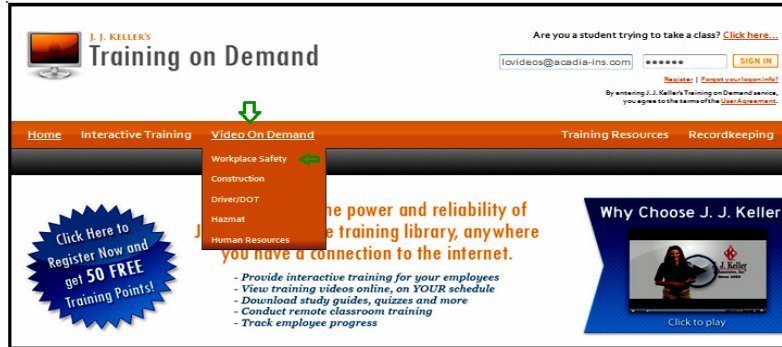 J. J. KELLER'S
Training on Demand
Are you a student trying to take a class? Click here...
lcvideos@acadia-ins.com
SIGN IN
Register | Forgot your logon info?
By entering J. J. Keller's Training on Demand service,
you agree to the terms of the User Agreement.
Home Interactive Training Video On Demand Training Resources Recordkeeping
Workplace Safety
Construction
Driver/DOT
Hazmat
Human Resources
Click Here to
Register Now and
get 50 FREE
Training Points!
he power and reliability of
J e training library, anywhere
you have a connection to the internet.
- Provide interactive training for your employees
- View training videos online, on YOUR schedule
- Download study guides, quizzes and more
- Conduct remote classroom training
- Track employee progress
Why Choose J. J. Keller
J. J. Keller
Since 1953
Click to play